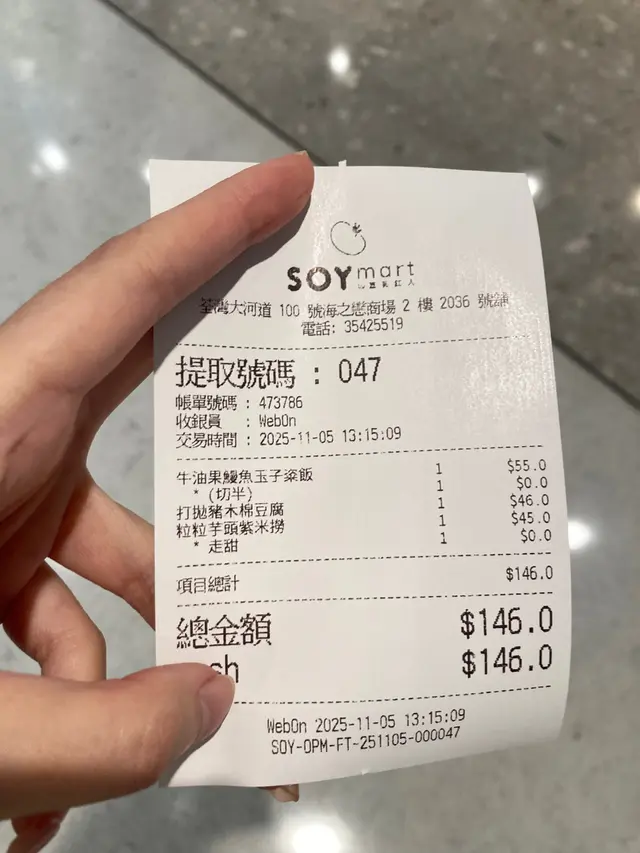 SOYmart
荃灣大河道 100 號海之戀商場 2 樓 2036 號舖
電話: 35425519
提取號碼 : 047
帳單號碼 : 473786
收銀員 : WebOn
交易時間 : 2025-11-05 13:15:09
牛油果鰻魚玉子粢飯 1 $55.0
* (切半) 1 $0.0
打拋豬木棉豆腐 1 $46.0
粒粒芋頭紫米撈 1 $45.0
* 走甜 1 $0.0
項目總計 $146.0
總金額 $146.0
sh $146.0
WebOn 2025-11-05 13:15:09
SOY-OPM-FT-251105-000047